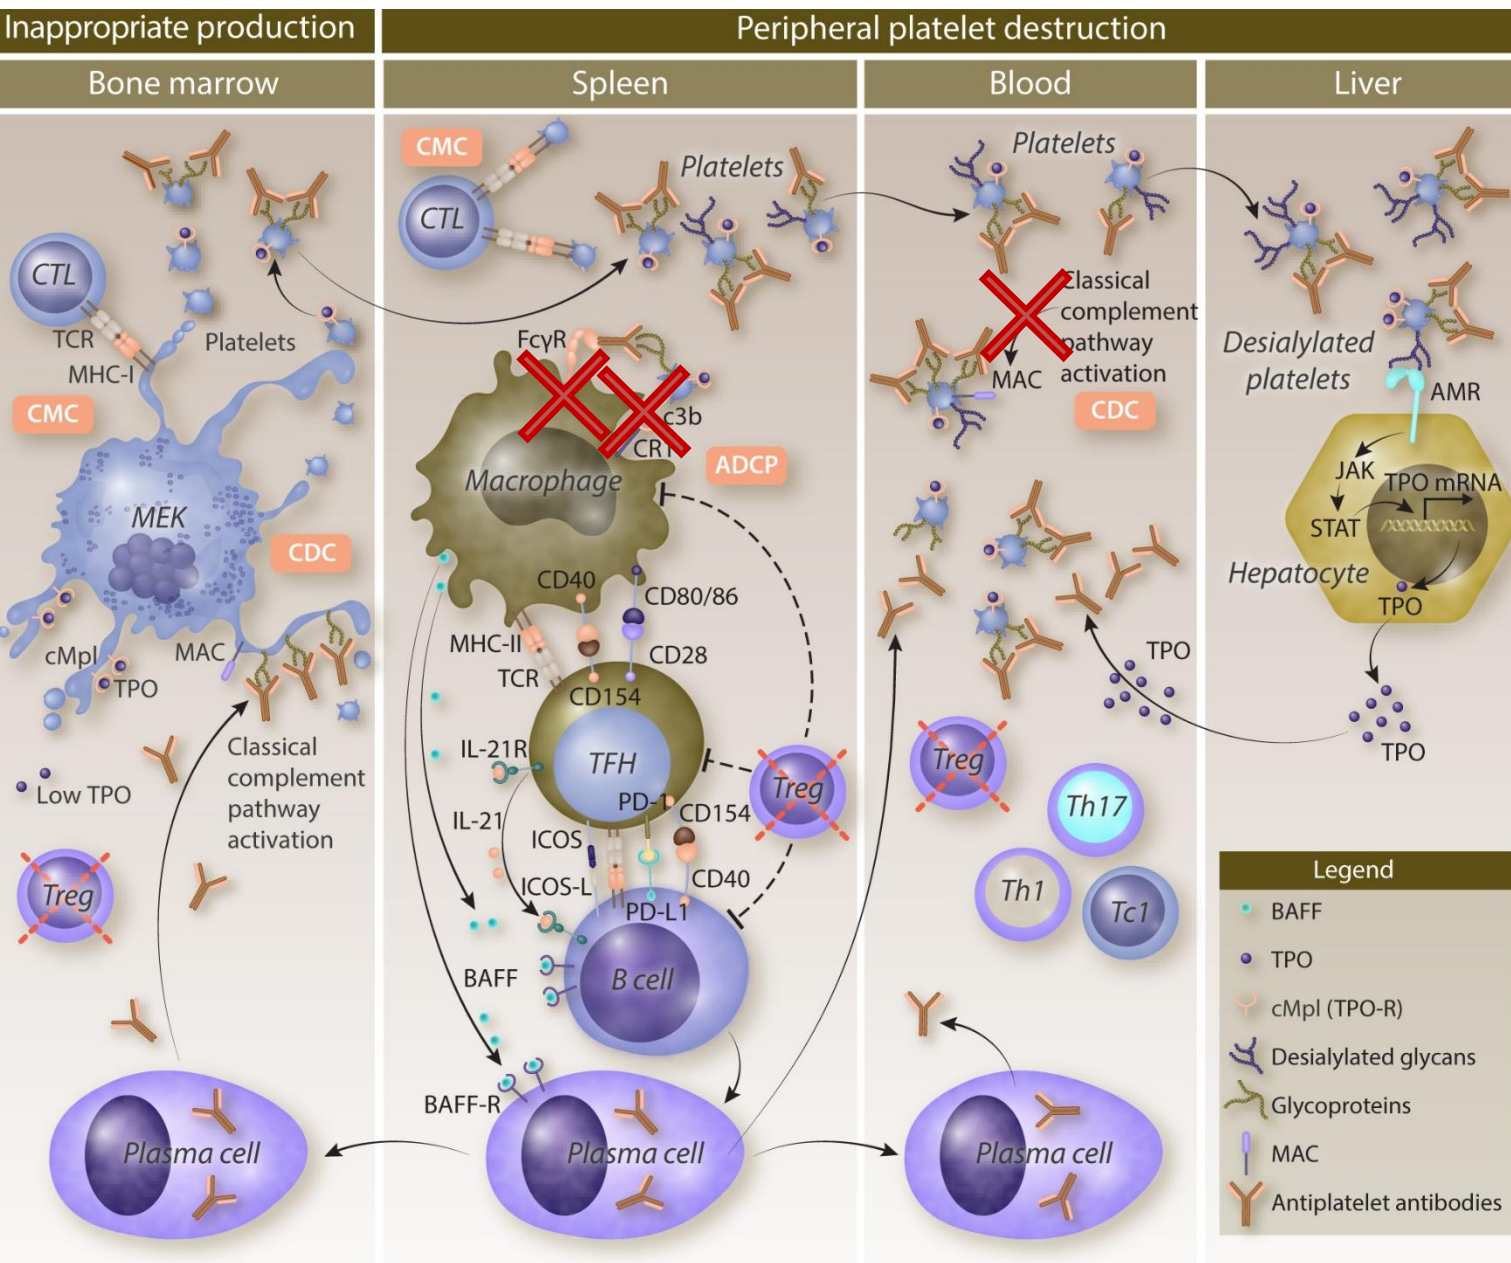 Inappropriate production
Peripheral platelet destruction
Bone marrow
Spleen
Blood
Liver
CTL
TCR
MHC-I
Platelets
CMC
MEK
CDC
cMpl
TPO
MAC
Low TPO
Classical
complement
pathway
activation
Treg
Plasma cell
CMC
CTL
Platelets
FcγR
c3b
CR1
Macrophage
ADCP
CD40
CD80/86
MHC-II
TCR
CD28
CD154
IL-21R
TFH
PD-1
CD154
Treg
IL-21
ICOS
ICOS-L
CD40
PD-L1
BAFF
B cell
BAFF-R
Plasma cell
Platelets
Classical
complement
pathway
activation
MAC
CDC
TPO
Treg
Th17
Th1
Tc1
Plasma cell
Desialylated
platelets
AMR
JAK
STAT
TPO mRNA
Hepatocyte
TPO
TPO
Legend
BAFF
TPO
cMpl (TPO-R)
Desialylated glycans
Glycoproteins
MAC
Antiplatelet antibodies